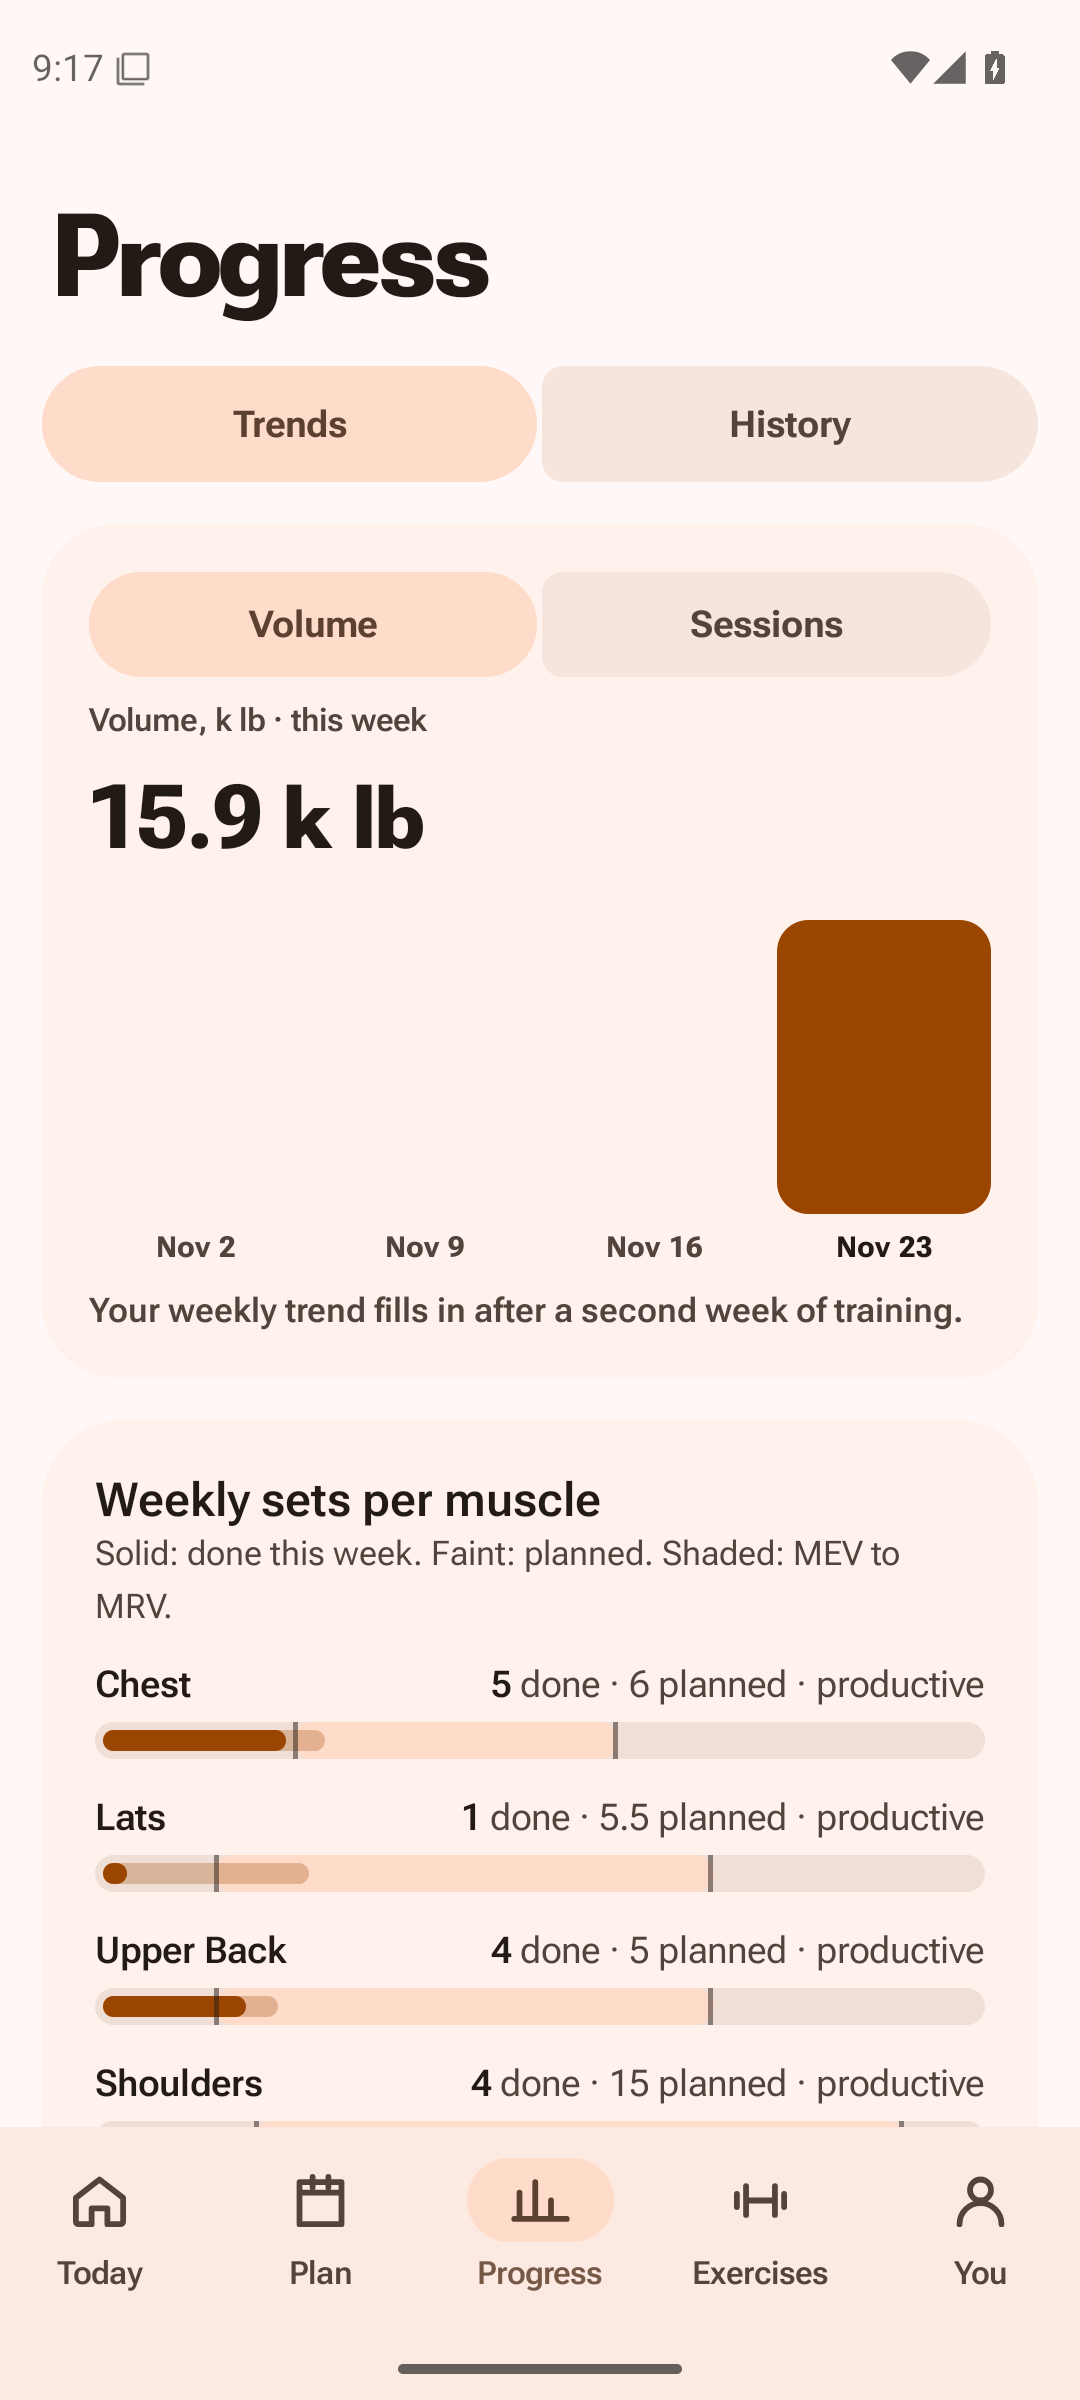 9:17
Progress
Trends
History
Volume
Sessions
Volume, k lb · this week
15.9 k lb
Nov 2
Nov 9
Nov 16
Nov 23
Your weekly trend fills in after a second week of training.
Weekly sets per muscle
Solid: done this week. Faint: planned. Shaded: MEV to
MRV.
Chest
5 done · 6 planned · productive
Lats
1 done · 5.5 planned · productive
Upper Back
4 done · 5 planned · productive
Shoulders
4 done · 15 planned · productive
Today
Plan
Progress
Exercises
You